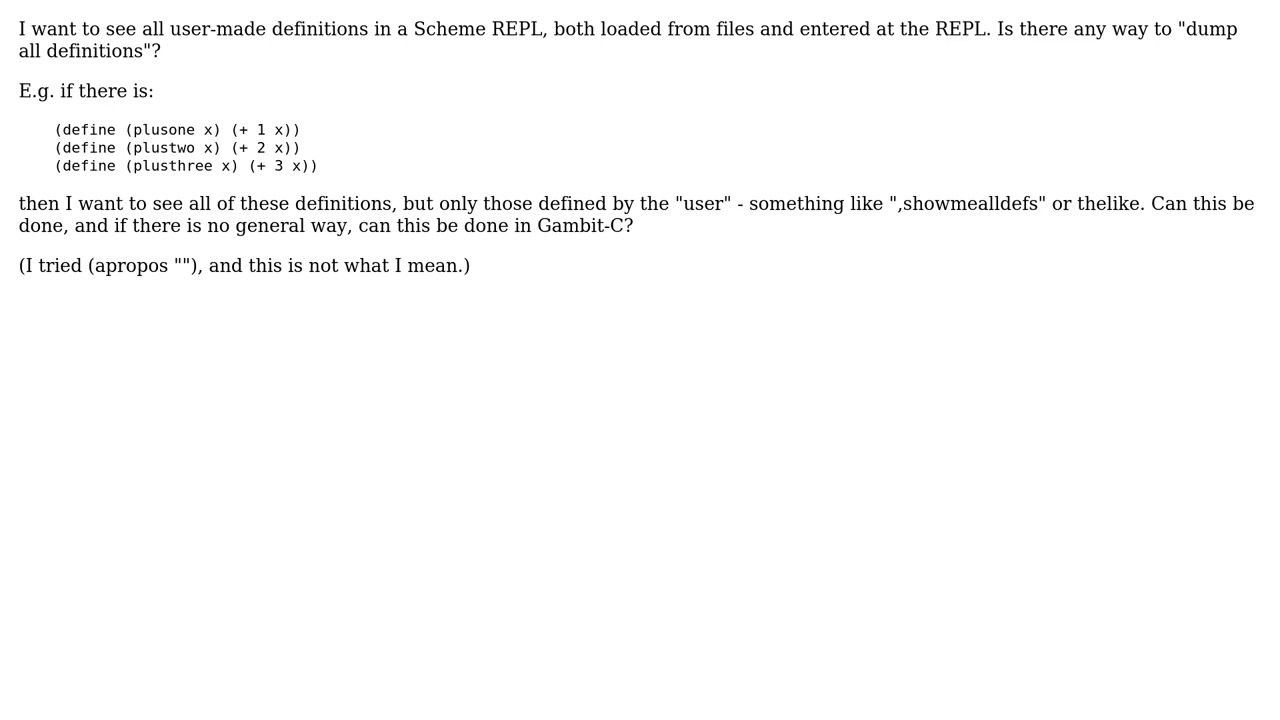 I want to see all user-made definitions in a Scheme REPL, both loaded from files and entered at the REPL. Is there any way to "dump
all definitions"?
E.g. if there is:
(define (plusone x) (+ 1 x))
(define (plustwo x) (+ 2 x))
(define (plusthree x) (+ 3 x))
then I want to see all of these definitions, but only those defined by the "user" - something like ",showmealldefs" or thelike. Can this be
done, and if there is no general way, can this be done in Gambit-C?
(I tried (apropos ""), and this is not what I mean.)